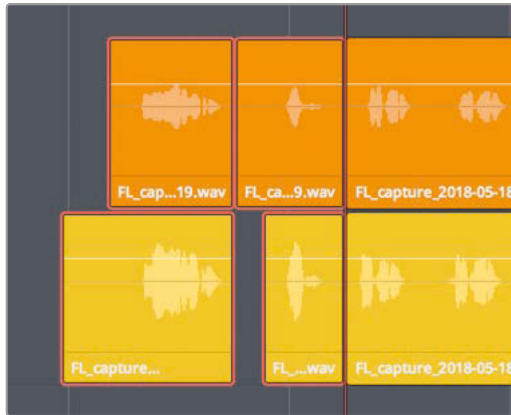 FL_cap...19.wav
FL_ca...9.wav
FL_capture_2018-05-18
FL_capture...
FL_...wav
FL_capture_2018-05-18